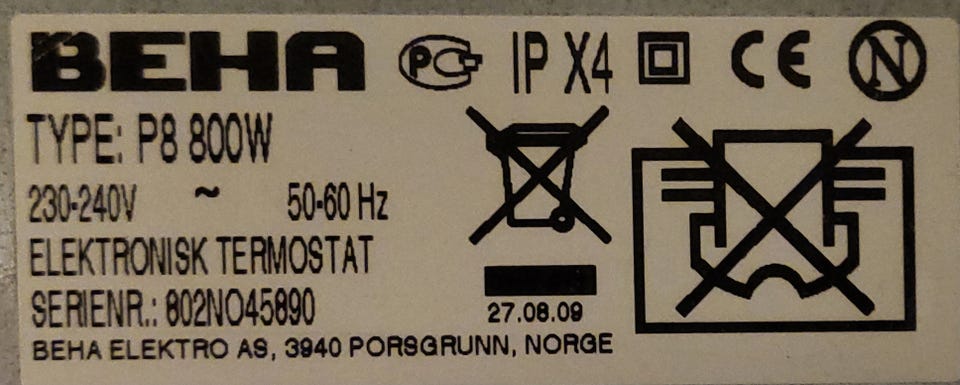 BEHA PC IP X4 CE N
TYPE: P8 800W
230-240V ~ 50-60 Hz
ELEKTRONISK TERMOSTAT
SERIENR.: 802NO45890
27.08.09
BEHA ELEKTRO AS, 3940 PORSGRUNN, NORGE